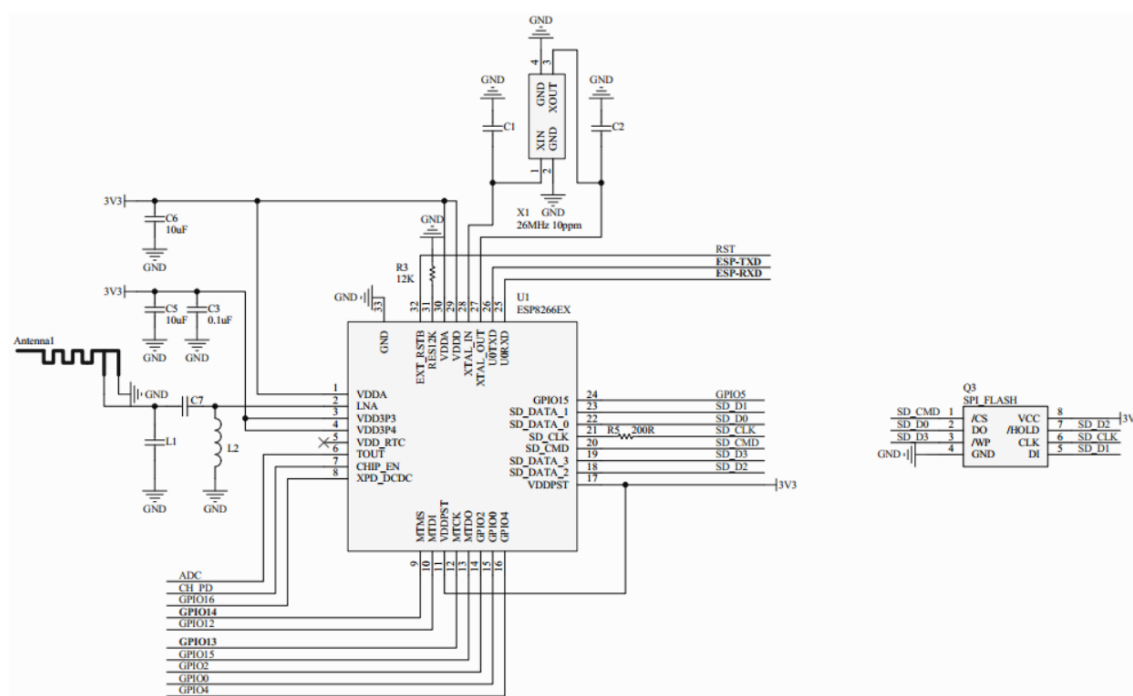 GND
4
3
GND XOUT
XIN GND
1
2
GND
X1
26MHz 10ppm
GND
C1
GND
C2
3V3
C6
10uF
GND
GND
R3
12K
RST
ESP-TXD
ESP-RXD
3V3
C5
10uF
C3
0.1uF
GND
GND
GND
33
32
31
30
29
28
27
26
25
U1
ESP8266EX
GND
EXT_RSTB
RES12K
VDDA
VDDD
XTAL_IN
XTAL_OUT
U0TXD
U0RXD
Antenna1
GND
C7
L1
L2
GND
GND
1 VDDA
2 LNA
3 VDD3P3
4 VDD3P4
5 VDD_RTC
6 TOUT
7 CHIP_EN
8 XPD_DCDC
GPIO15 24 GPIO5
SD_DATA_1 23 SD_D1
SD_DATA_0 22 SD_D0
SD_CLK 21 R5 200R SD_CLK
SD_CMD 20 SD_CMD
SD_DATA_3 19 SD_D3
SD_DATA_2 18 SD_D2
VDDPST 17
3V3
MTMS
MTDI
VDDPST
MTCK
MTDO
GPIO2
GPIO0
GPIO4
9
10
11
12
13
14
15
16
ADC
CH_PD
GPIO16
GPIO14
GPIO12
GPIO13
GPIO15
GPIO2
GPIO0
GPIO4
Q3
SPI_FLASH
SD_CMD 1 /CS VCC 8
SD_D0 2 DO /HOLD 7 SD_D2
SD_D3 3 /WP CLK 6 SD_CLK
GND 4 GND DI 5 SD_D1